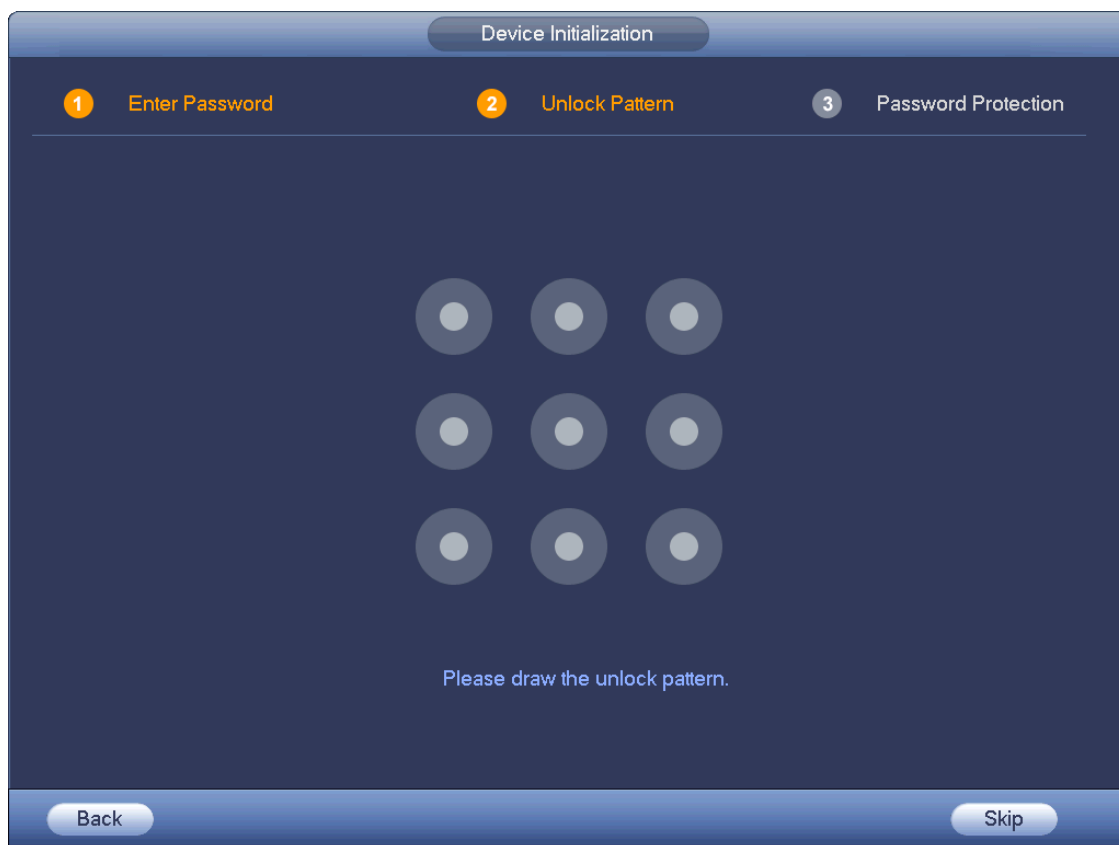 Device Initialization
1 Enter Password 2 Unlock Pattern 3 Password Protection
Please draw the unlock pattern.
Back Skip